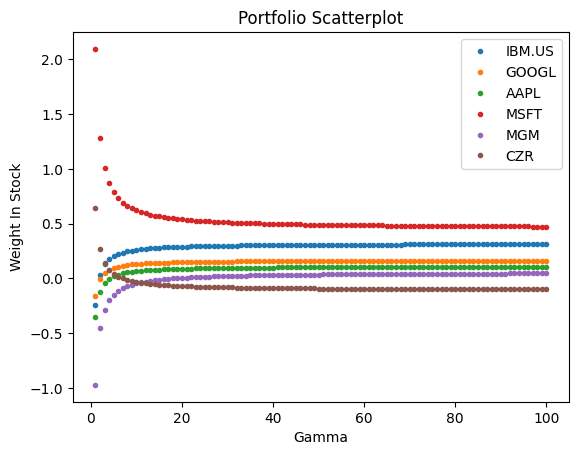 Portfolio Scatterplot
Weight In Stock
2.0
1.5
1.0
0.5
0.0
−0.5
−1.0
IBM.US
GOOGL
AAPL
MSFT
MGM
CZR
0
20
40
60
80
100
Gamma